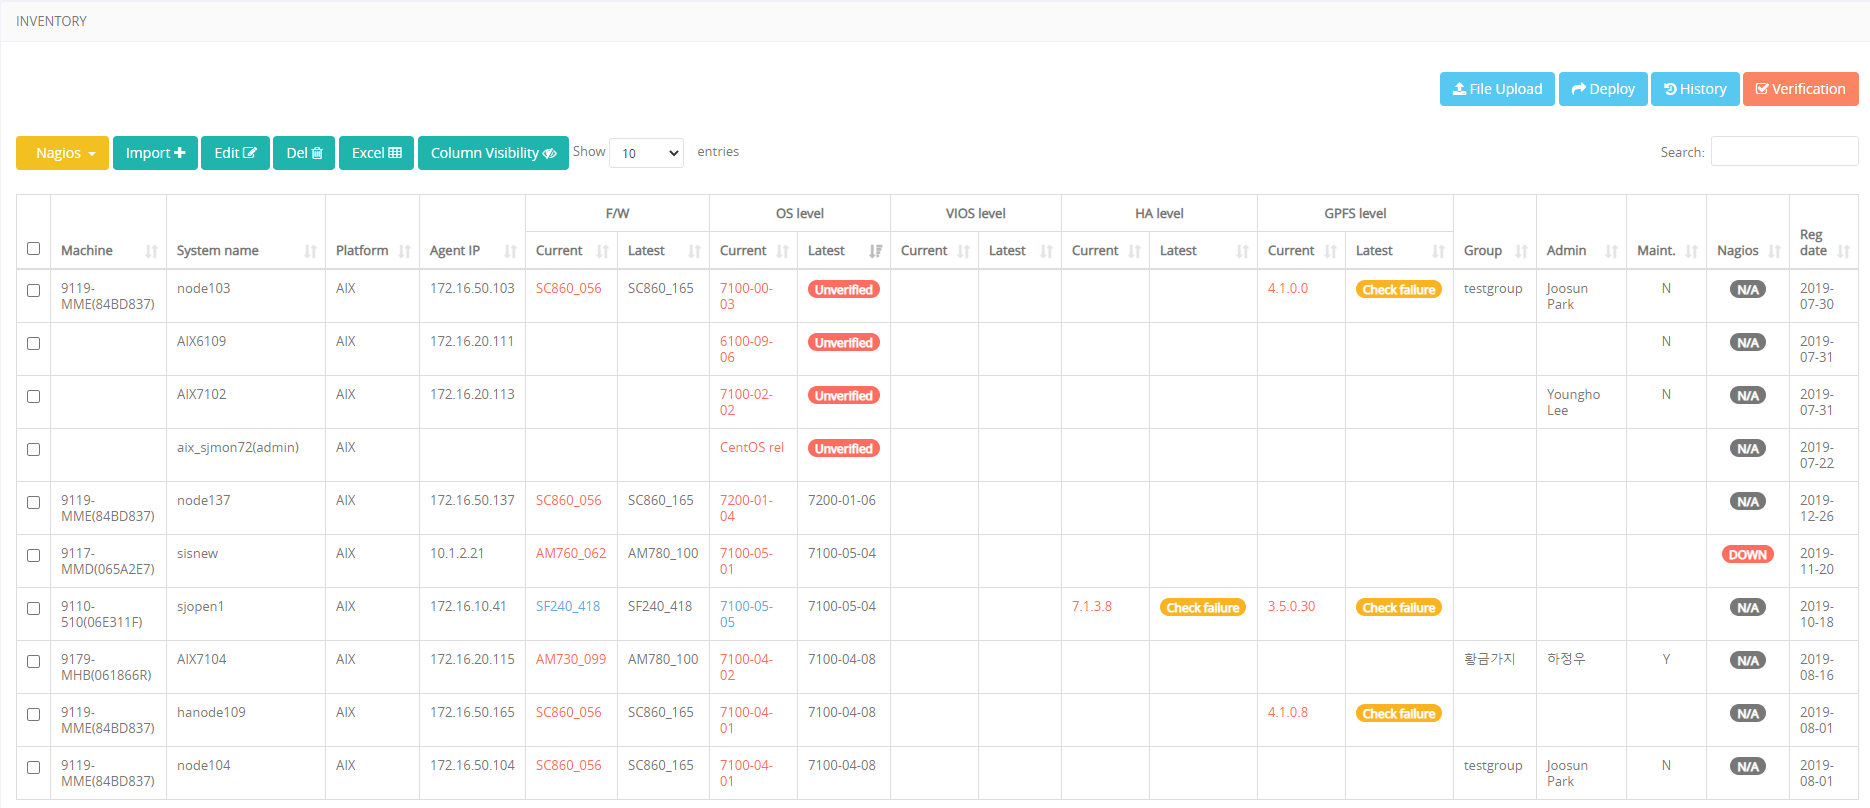 INVENTORY
File Upload Deploy History Verification
Nagios Import Edit Del Excel Column Visibility Show 10 entries Search:
F/W OS level VIOS level HA level GPFS level
Machine System name Platform Agent IP Current Latest Current Latest Current Latest Current Latest Current Latest Group Admin Maint. Nagios Reg
date
9119- node103 AIX 172.16.50.103 SC860_056 SC860_165 7100-00- Unverified 4.1.0.0 Check failure testgroup Joosun N N/A 2019-
MME(84BD837) 03 Park 07-30
AIX6109 AIX 172.16.20.111 6100-09- Unverified N N/A 2019-
06 07-31
AIX7102 AIX 172.16.20.113 7100-02- Unverified Youngho N N/A 2019-
02 Lee 07-31
aix_sjmon72(admin) AIX CentOS rel Unverified N/A 2019-
07-22
9119- node137 AIX 172.16.50.137 SC860_056 SC860_165 7200-01- 7200-01-06 N/A 2019-
MME(84BD837) 04 12-26
9117- sisnew AIX 10.1.2.21 AM760_062 AM780_100 7100-05- 7100-05-04 DOWN 2019-
MMD(065A2E7) 01 11-20
9110- sjopen1 AIX 172.16.10.41 SF240_418 SF240_418 7100-05- 7100-05-04 7.1.3.8 Check failure 3.5.0.30 Check failure N/A 2019-
510(06E311F) 05 10-18
9179- AIX7104 AIX 172.16.20.115 AM730_099 AM780_100 7100-04- 7100-04-08 황금가지 하정우 Y N/A 2019-
MHB(061866R) 02 08-16
9119- hanode109 AIX 172.16.50.165 SC860_056 SC860_165 7100-04- 7100-04-08 4.1.0.8 Check failure N/A 2019-
MME(84BD837) 01 08-01
9119- node104 AIX 172.16.50.104 SC860_056 SC860_165 7100-04- 7100-04-08 testgroup Joosun N N/A 2019-
MME(84BD837) 01 Park 08-01